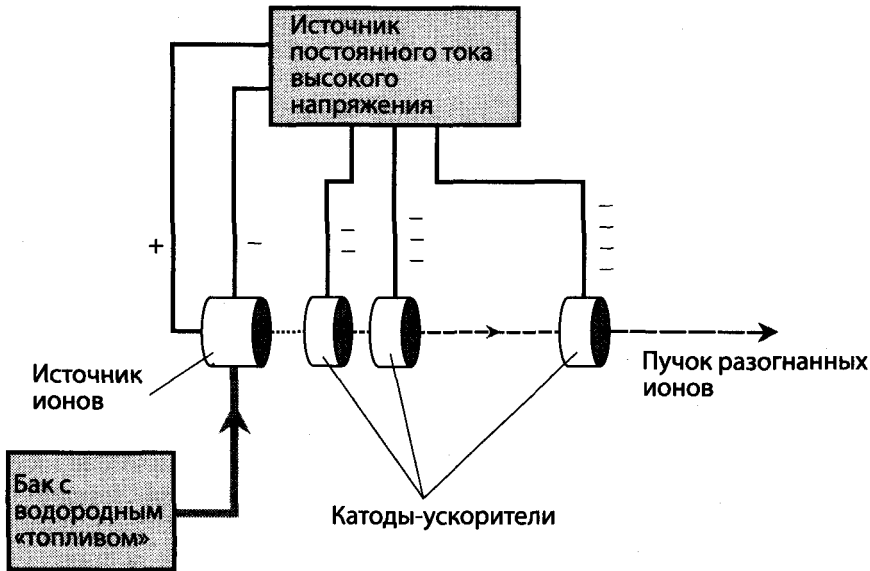 Источник
постоянного тока
высокого
напряжения
+
–
– –
– – –
– – – –
Источник
ионов
Пучок разогнанных
ионов
Бак с
водородным
«топливом»
Катоды-ускорители